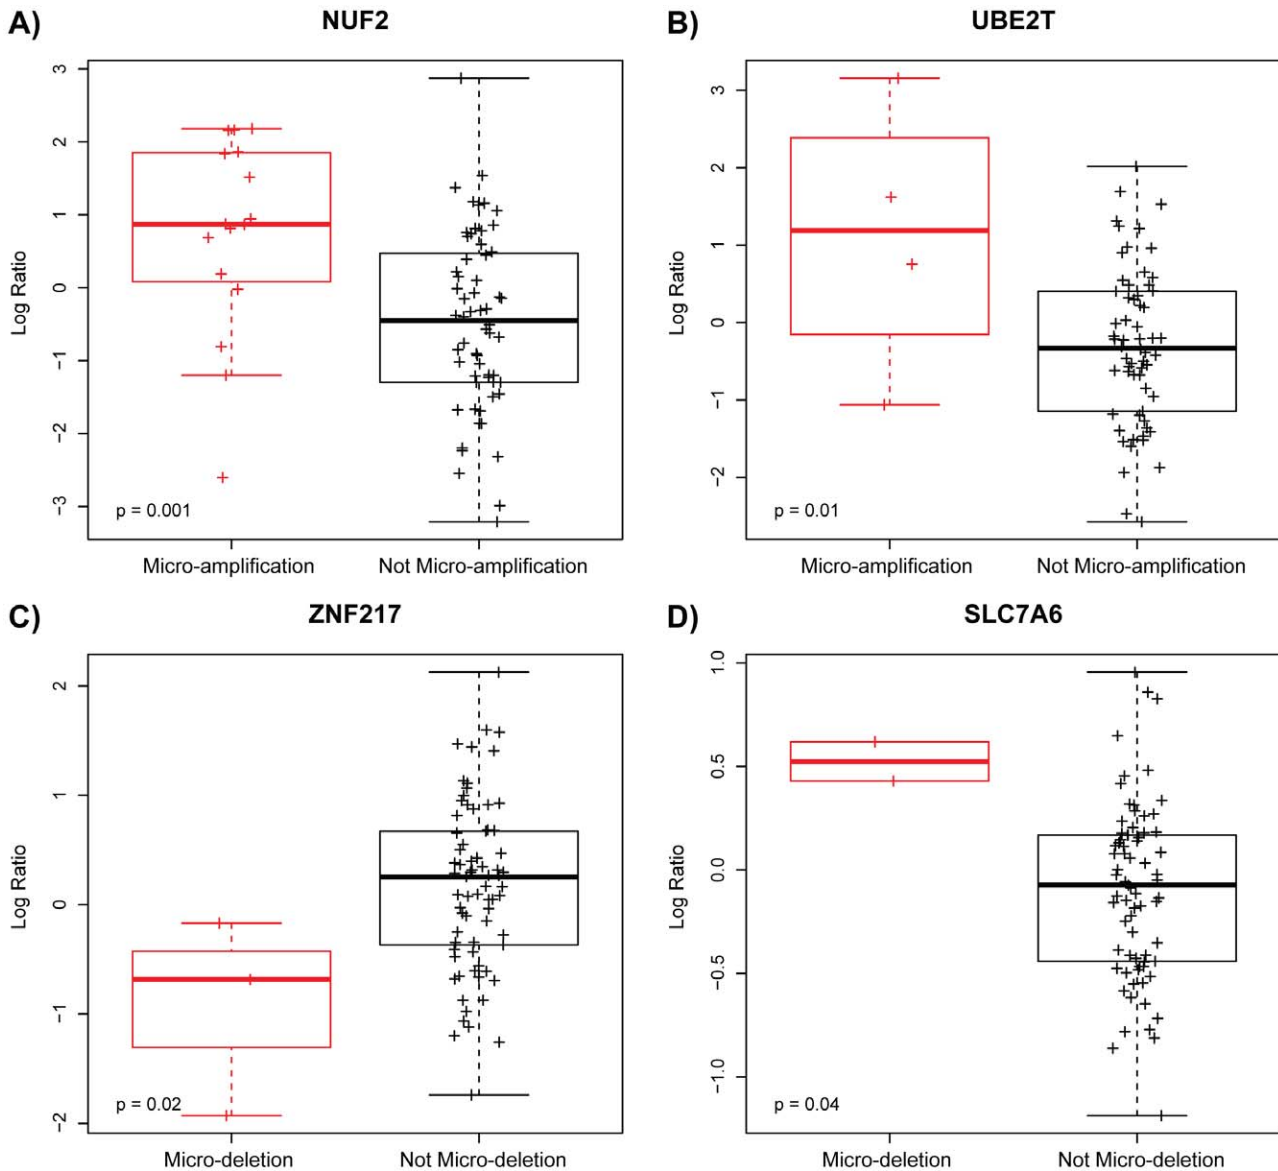 A) NUF2
3
2
1
0
−1
−2
−3
Log Ratio
p = 0.001
Micro-amplification Not Micro-amplification
B) UBE2T
3
2
1
0
−1
−2
Log Ratio
p = 0.01
Micro-amplification Not Micro-amplification
C) ZNF217
2
1
0
−1
−2
Log Ratio
p = 0.02
Micro-deletion Not Micro-deletion
D) SLC7A6
1.0
0.5
0.0
−0.5
−1.0
Log Ratio
p = 0.04
Micro-deletion Not Micro-deletion